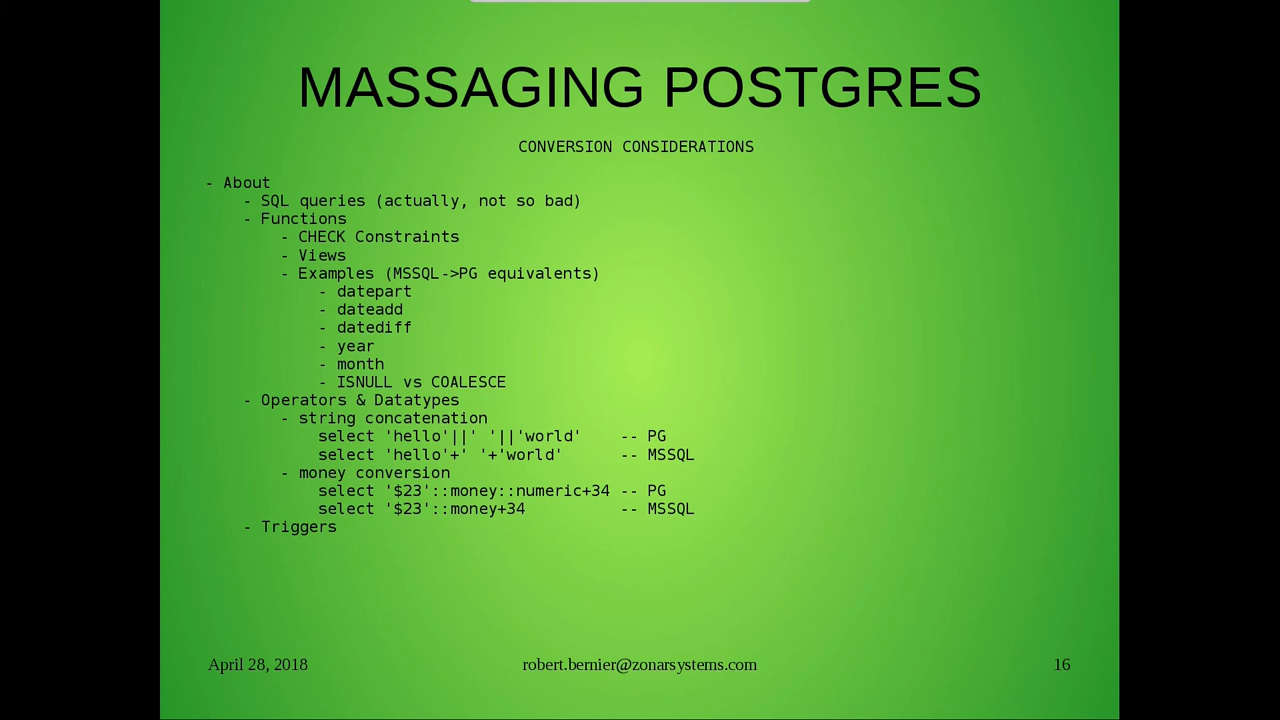 MASSAGING POSTGRES
CONVERSION CONSIDERATIONS
- About
- SQL queries (actually, not so bad)
- Functions
- CHECK Constraints
- Views
- Examples (MSSQL->PG equivalents)
- datepart
- dateadd
- datediff
- year
- month
- ISNULL vs COALESCE
- Operators & Datatypes
- string concatenation
select 'hello'||' '||'world' -- PG
select 'hello'+' '+'world' -- MSSQL
- money conversion
select '$23'::money::numeric+34 -- PG
select '$23'::money+34 -- MSSQL
- Triggers
April 28, 2018 robert.bernier@zonarsystems.com 16